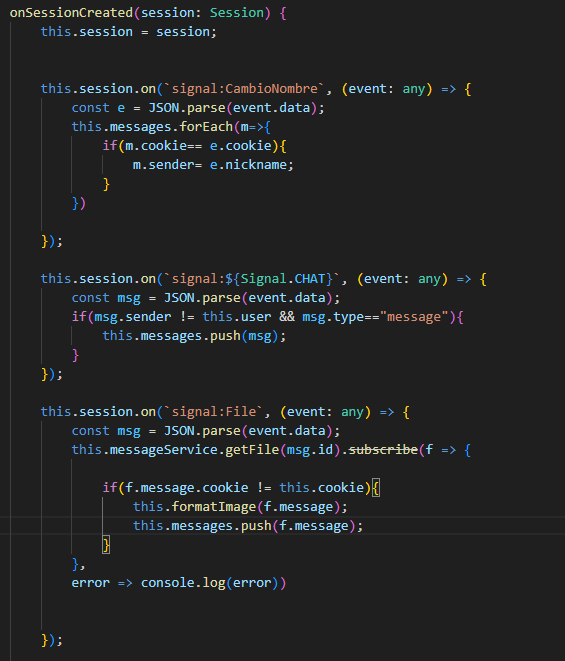 onSessionCreated(session: Session) {
this.session = session;
this.session.on(`signal:CambioNombre`, (event: any) => {
const e = JSON.parse(event.data);
this.messages.forEach(m=>{
if(m.cookie== e.cookie){
m.sender= e.nickname;
}
})
});
this.session.on(`signal:${Signal.CHAT}`, (event: any) => {
const msg = JSON.parse(event.data);
if(msg.sender != this.user && msg.type=="message"){
this.messages.push(msg);
}
});
this.session.on(`signal:File`, (event: any) => {
const msg = JSON.parse(event.data);
this.messageService.getFile(msg.id).subscribe(f => {
if(f.message.cookie != this.cookie){
this.formatImage(f.message);
this.messages.push(f.message);
}
},
error => console.log(error))
});